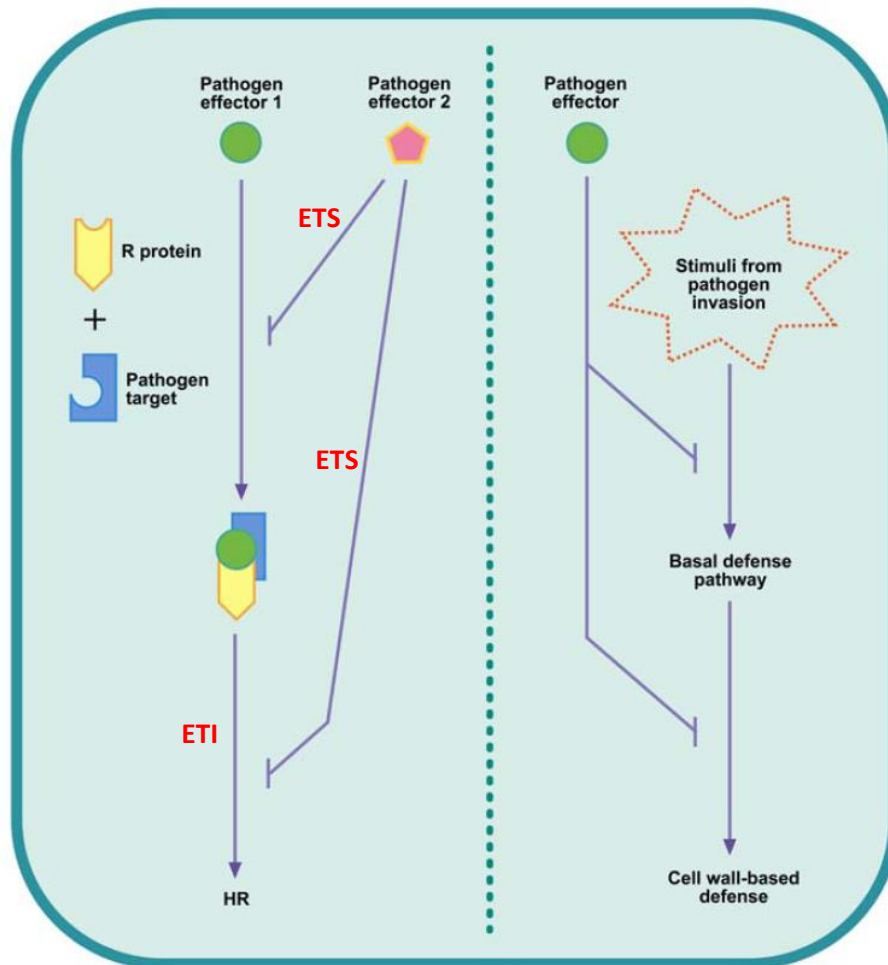 Pathogen
effector 1
Pathogen
effector 2
Pathogen
effector
ETS
R protein
+
Pathogen
target
Stimuli from
pathogen
invasion
ETS
Basal defense
pathway
ETI
HR
Cell wall-based
defense